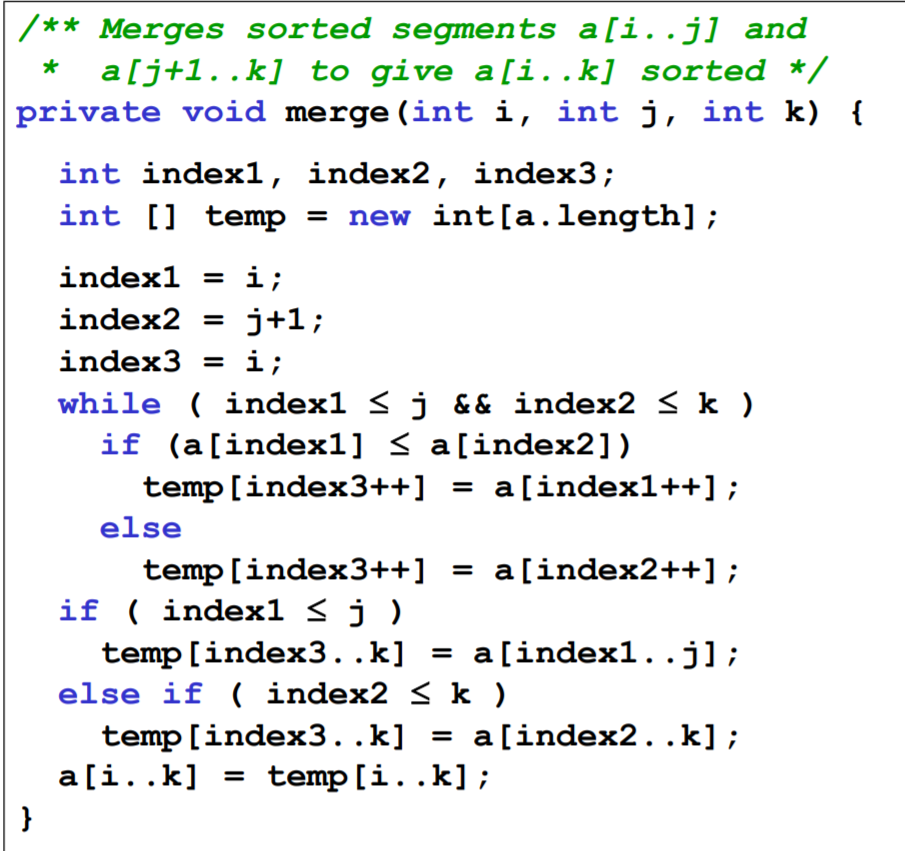 /** Merges sorted segments a[i..j] and
*  a[j+1..k] to give a[i..k] sorted */
private void merge(int i, int j, int k) {
int index1, index2, index3;
int [] temp = new int[a.length];
index1 = i;
index2 = j+1;
index3 = i;
while ( index1 ≤ j && index2 ≤ k )
if (a[index1] ≤ a[index2])
temp[index3++] = a[index1++];
else
temp[index3++] = a[index2++];
if ( index1 ≤ j )
temp[index3..k] = a[index1..j];
else if ( index2 ≤ k )
temp[index3..k] = a[index2..k];
a[i..k] = temp[i..k];
}